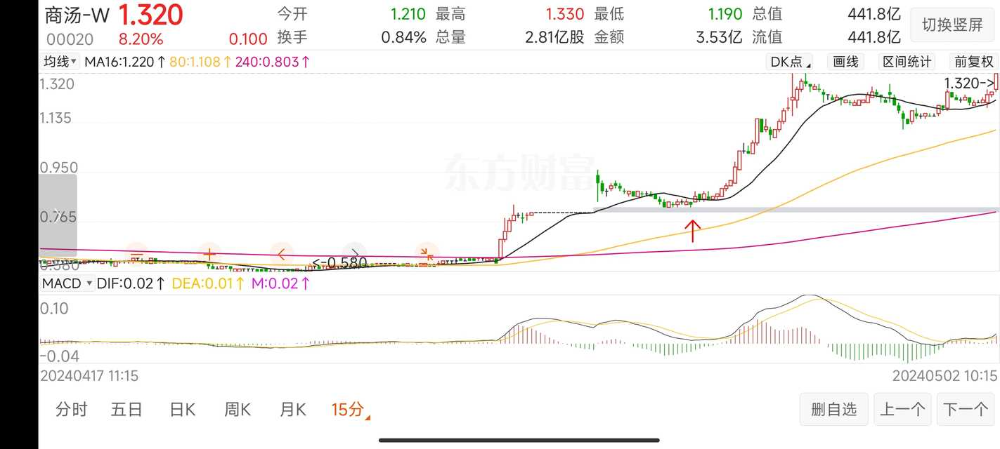 商汤-W 1.320 今开 1.210 最高 1.330 最低 1.190 总值 441.8亿 切换竖屏
00020 8.20% 0.100 换手 0.84% 总量 2.81亿股 金额 3.53亿 流值 441.8亿
均线▾ MA16:1.220↑ 80:1.108↑ 240:0.803↑ DK点 画线 区间统计 前复权
1.320
1.320->
1.135
0.950
东方财富
0.765
<-0.580
0.580
MACD ▾ DIF:0.02↑ DEA:0.01↑ M:0.02↑
0.10
-0.04
20240417 11:15 20240502 10:15
分时 五日 日K 周K 月K 15分 删自选 上一个 下一个